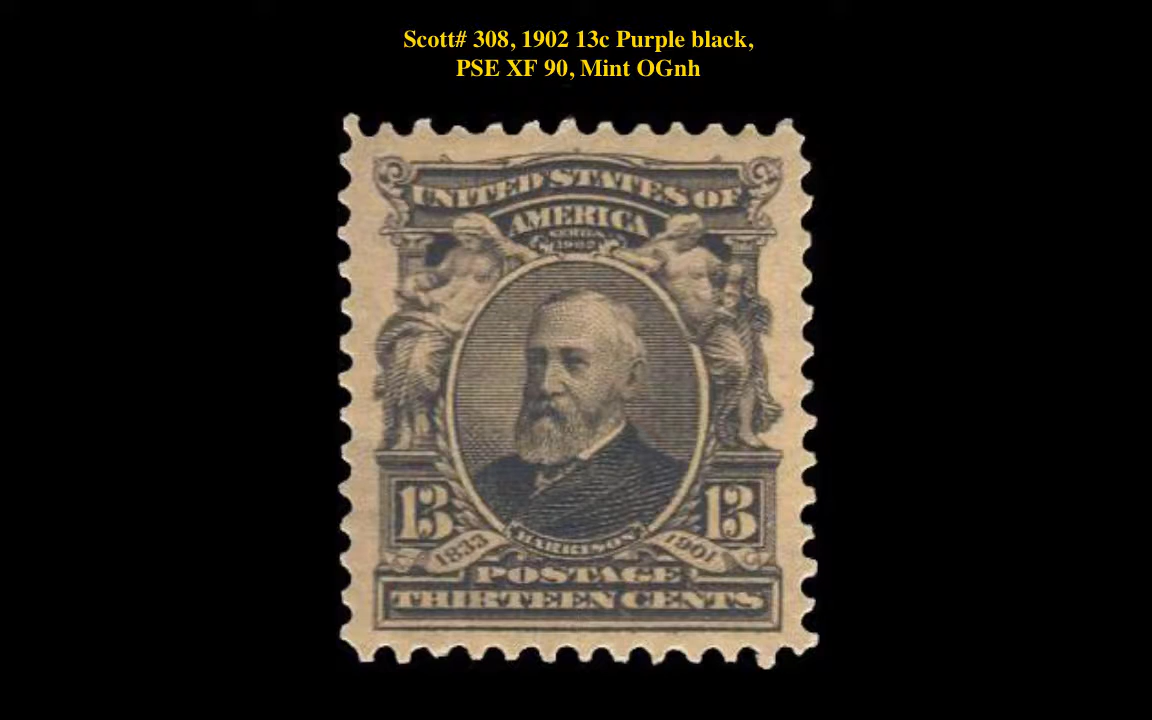 Scott# 308, 1902 13c Purple black,
PSE XF 90, Mint OGnh
UNITED STATES OF
AMERICA
SERIES
1902
13 13
1833 HARRISON 1901
POSTAGE
THIRTEEN CENTS